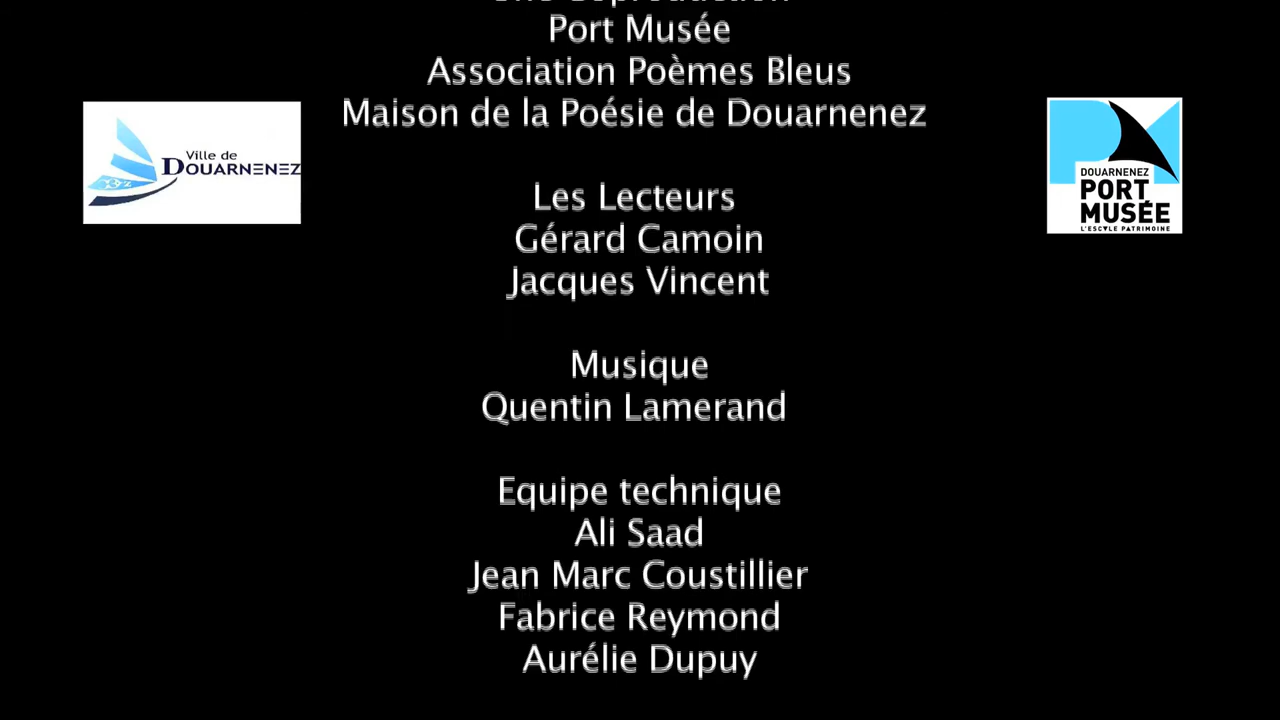 Une Coproduction
Port Musée
Association Poèmes Bleus
Maison de la Poésie de Douarnenez
Ville de
DOUARNENEZ
DOUARNENEZ
PORT
MUSÉE
L'ESCALE PATRIMOINE
Les Lecteurs
Gérard Camoin
Jacques Vincent
Musique
Quentin Lamerand
Equipe technique
Ali Saad
Jean Marc Coustillier
Fabrice Reymond
Aurélie Dupuy